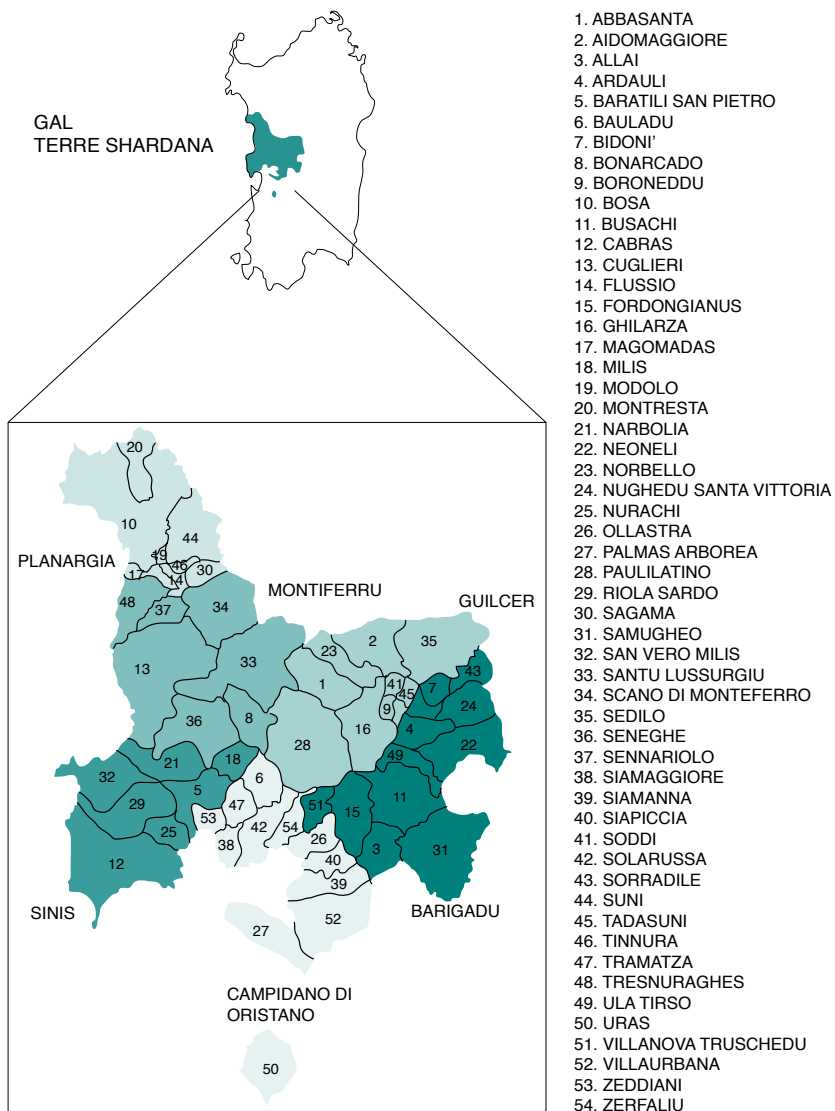 GAL
TERRE SHARDANA
1. ABBASANTA
2. AIDOMAGGIORE
3. ALLAI
4. ARDAULI
5. BARATILI SAN PIETRO
6. BAULADU
7. BIDONI’
8. BONARCADO
9. BORONEDDU
10. BOSA
11. BUSACHI
12. CABRAS
13. CUGLIERI
14. FLUSSIO
15. FORDONGIANUS
16. GHILARZA
17. MAGOMADAS
18. MILIS
19. MODOLO
20. MONTRESTA
21. NARBOLIA
22. NEONELI
23. NORBELLO
24. NUGHEDU SANTA VITTORIA
25. NURACHI
26. OLLASTRA
27. PALMAS ARBOREA
28. PAULILATINO
29. RIOLA SARDO
30. SAGAMA
31. SAMUGHEO
32. SAN VERO MILIS
33. SANTU LUSSURGIU
34. SCANO DI MONTEFERRO
35. SEDILO
36. SENEGHE
37. SENNARIOLO
38. SIAMAGGIORE
39. SIAMANNA
40. SIAPICCIA
41. SODDI
42. SOLARUSSA
43. SORRADILE
44. SUNI
45. TADASUNI
46. TINNURA
47. TRAMATZA
48. TRESNURAGHES
49. ULA TIRSO
50. URAS
51. VILLANOVA TRUSCHEDU
52. VILLAURBANA
53. ZEDDIANI
54. ZERFALIU
20
10
44
19
46
PLANARGIA
17
14
30
MONTIFERRU
48
37
34
GUILCER
2
35
23
33
13
43
1
41
45
7
9
24
36
8
16
4
22
28
49
21
18
32
6
5
11
29
47
51
15
53
42
54
25
26
38
40
3
31
12
39
SINIS
52
BARIGADU
27
CAMPIDANO DI
ORISTANO
50